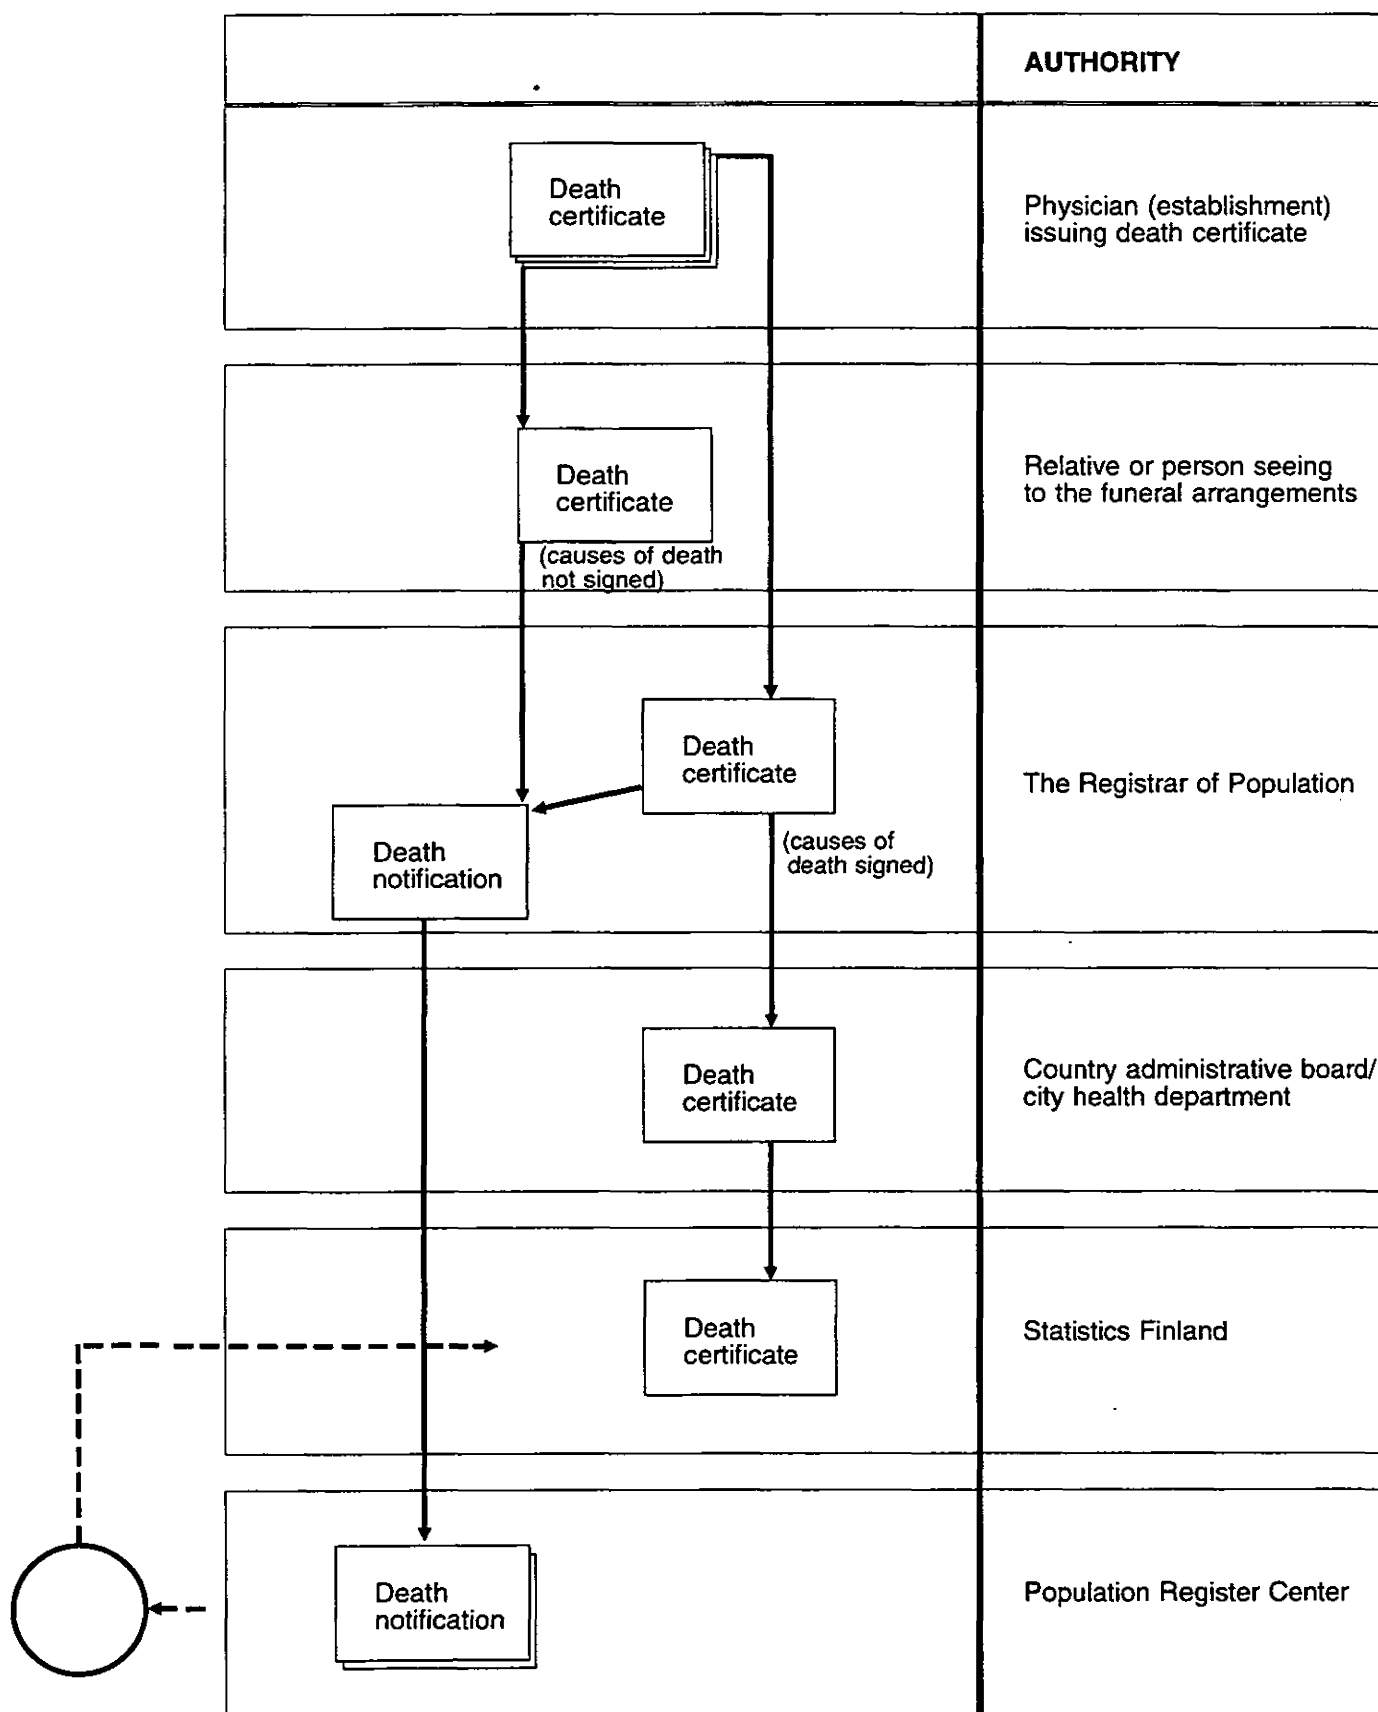 AUTHORITY
Death
certificate
Physician (establishment)
issuing death certificate
Death
certificate
(causes of death
not signed)
Relative or person seeing
to the funeral arrangements
Death
certificate
(causes of
death signed)
Death
notification
The Registrar of Population
Death
certificate
Country administrative board/
city health department
Death
certificate
Statistics Finland
Death
notification
Population Register Center